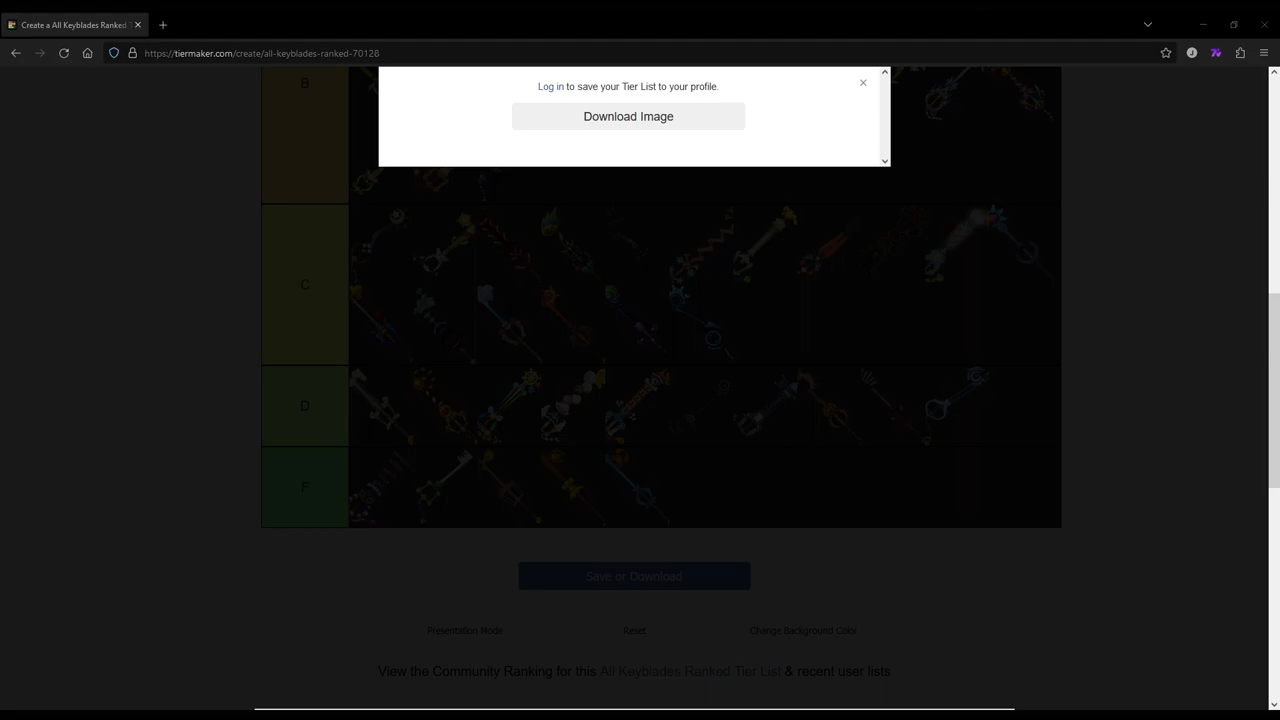 Create a All Keyblades Ranked T
https://tiermaker.com/create/all-keyblades-ranked-70128
Log in to save your Tier List to your profile.
Download Image
B
C
D
F
Save or Download
Presentation Mode
Reset
Change Background Color
View the Community Ranking for this All Keyblades Ranked Tier List & recent user lists